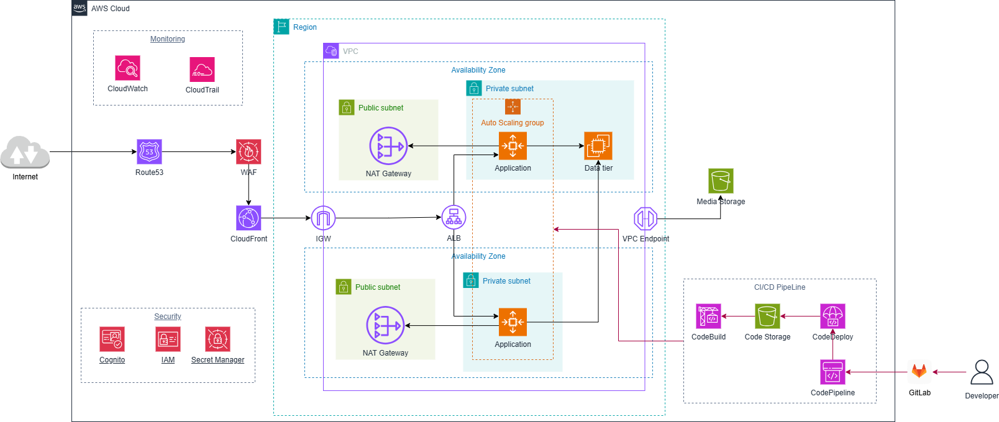 aws
AWS Cloud
Region
Monitoring
CloudWatch
CloudTrail
VPC
Availability Zone
Private subnet
Public subnet
Auto Scaling group
NAT Gateway
Application
Data tier
Internet
53
Route53
WAF
Media Storage
CloudFront
IGW
ALB
VPC Endpoint
Availability Zone
Private subnet
Public subnet
NAT Gateway
Application
CI/CD PipeLine
CodeBuild
Code Storage
CodeDeploy
CodePipeline
GitLab
Developer
Security
Cognito
IAM
Secret Manager